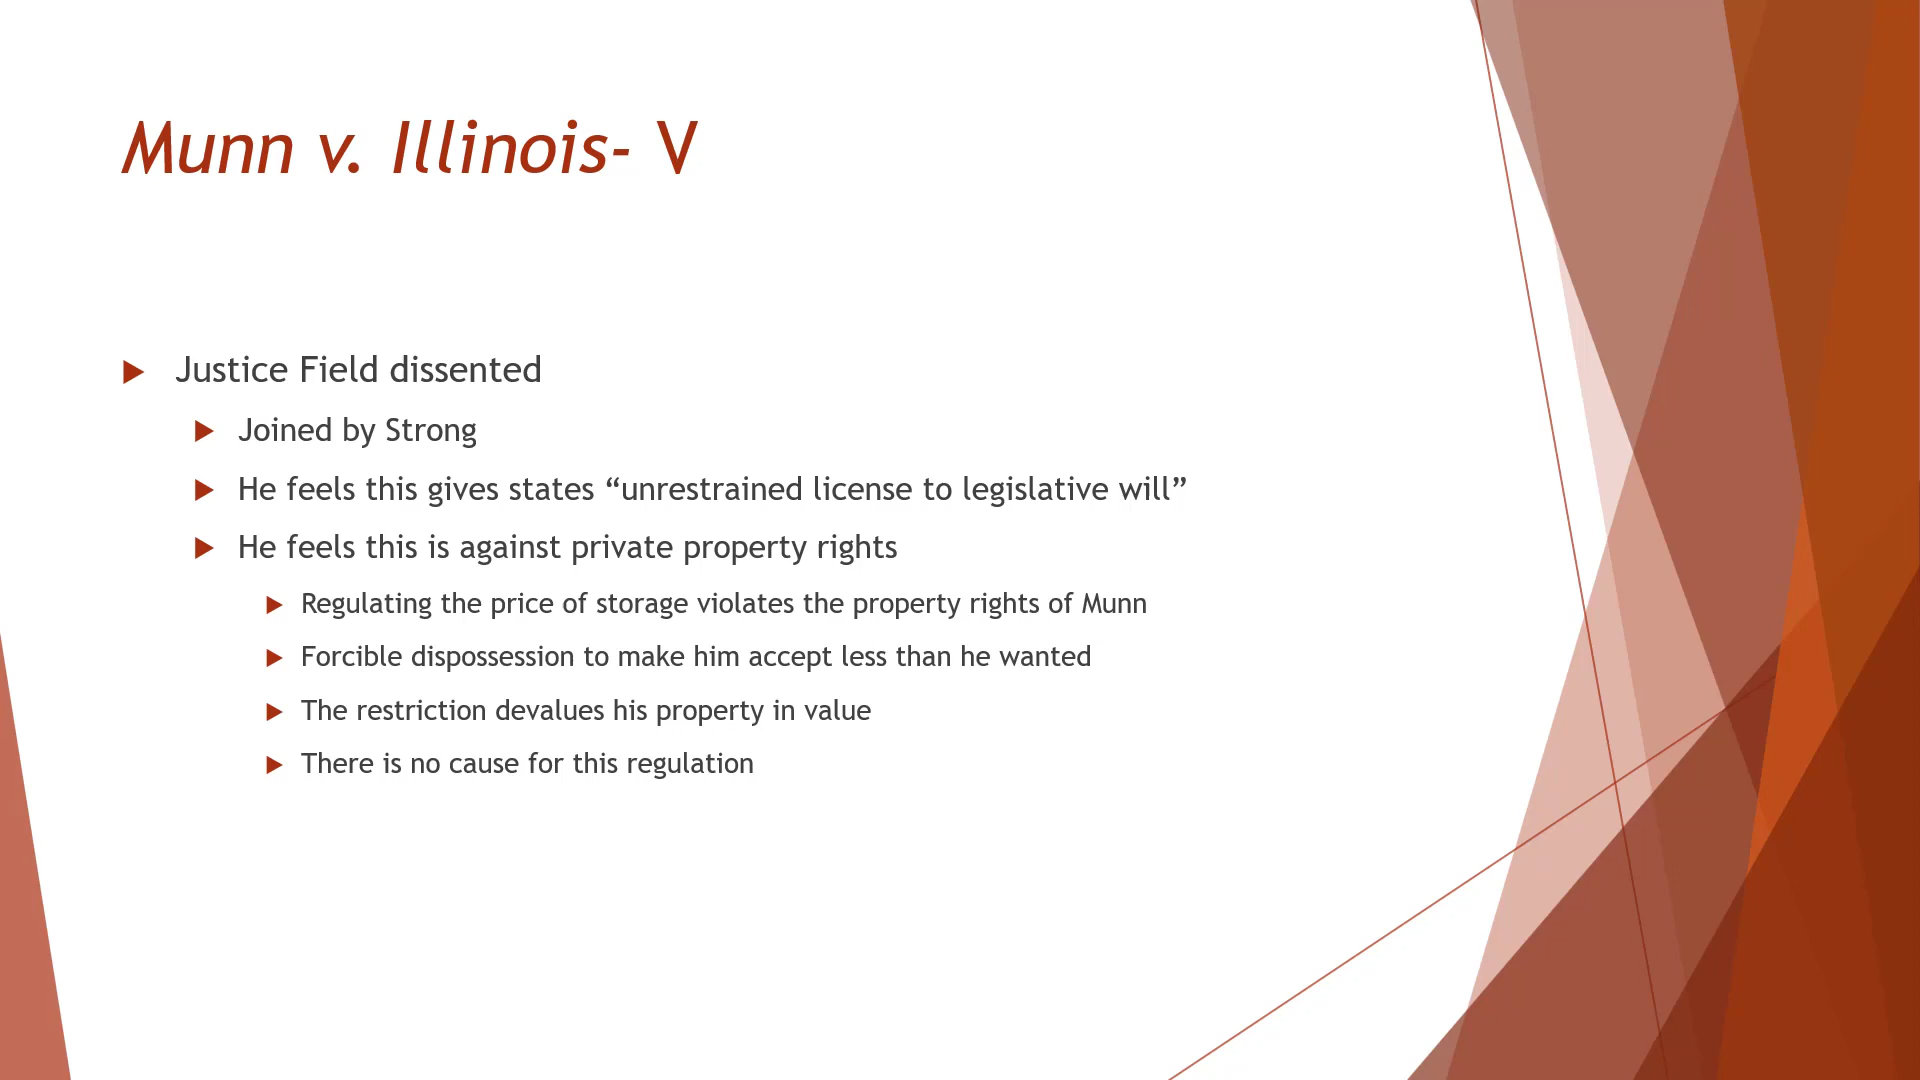 Munn v. Illinois- V
Justice Field dissented
Joined by Strong
He feels this gives states “unrestrained license to legislative will”
He feels this is against private property rights
Regulating the price of storage violates the property rights of Munn
Forcible dispossession to make him accept less than he wanted
The restriction devalues his property in value
There is no cause for this regulation